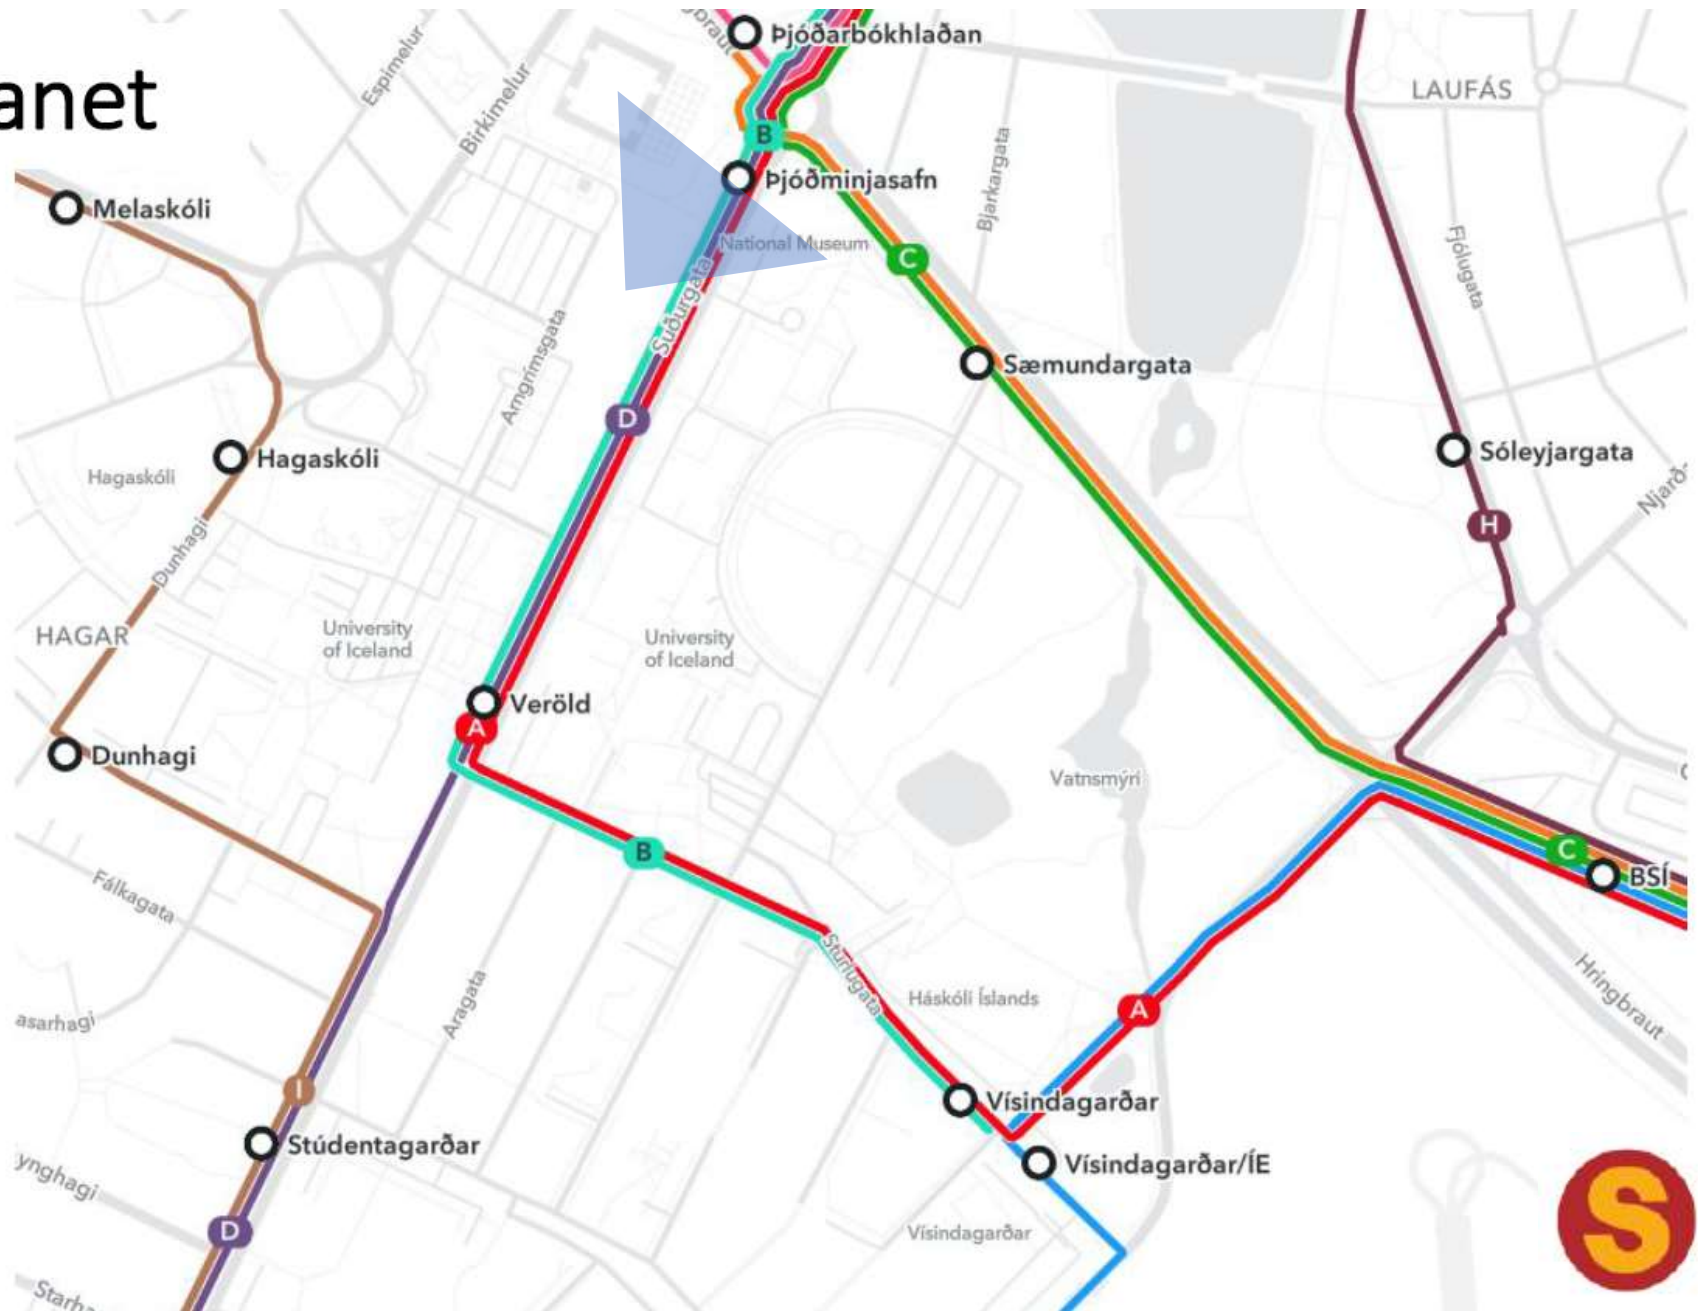 anet
Þjóðarbókhlaðan
Espimelur
Birkimelur
LAUFÁS
B
Þjóðminjasafn
Melaskóli
Bjarkargata
National Museum
C
Fjólugata
Suðurgata
Arngrímsgata
Sæmundargata
D
Hagaskóli
Hagaskóli
Sóleyjargata
H
Dunhagi
HAGAR
University
of Iceland
University
of Iceland
Veröld
A
Dunhagi
Vatnsmýri
B
C
BSÍ
Fálkagata
Sturlugata
Aragata
Háskóli Íslands
Hringbraut
A
asarhagi
I
Vísindagarðar
Stúdentagarðar
Vísindagarðar/ÍE
ynghagi
D
Vísindagarðar
S